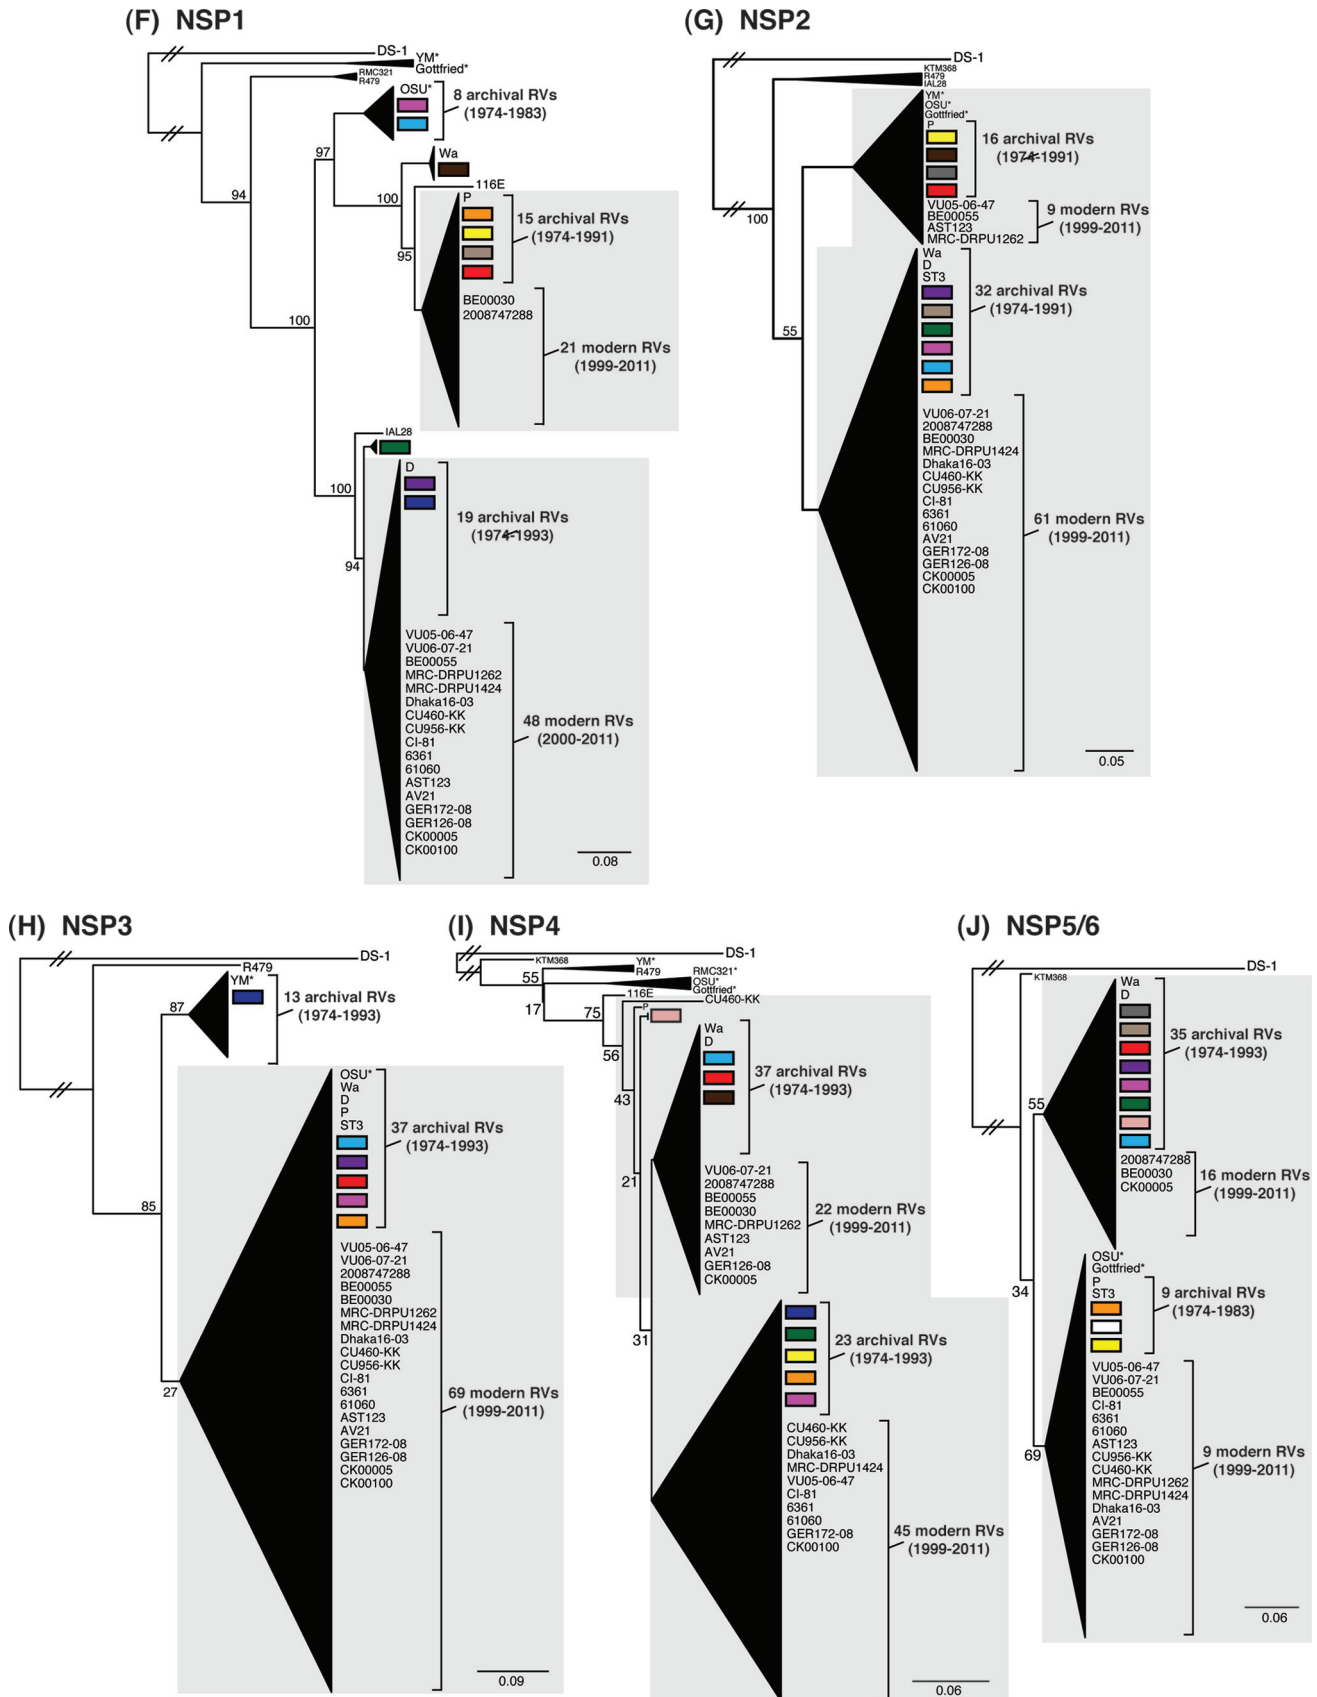 (F) NSP1
DS-1
YM*
Gottfried*
RMC321
R479
OSU*
8 archival RVs
(1974-1983)
97
Wa
94
100
116E
P
15 archival RVs
(1974-1991)
95
BE00030
2008747288
100
21 modern RVs
(1999-2011)
IAL28
D
100
19 archival RVs
(1974-1993)
94
VU05-06-47
VU06-07-21
BE00055
MRC-DRPU1262
MRC-DRPU1424
Dhaka16-03
CU460-KK
CU956-KK
CI-81
6361
61060
AST123
AV21
GER172-08
GER126-08
CK00005
CK00100
48 modern RVs
(2000-2011)
0.08
(G) NSP2
DS-1
KTM368
R479
IAL28
YM*
OSU*
Gottfried*
P
16 archival RVs
(1974-1991)
100
VU05-06-47
BE00055
AST123
MRC-DRPU1262
9 modern RVs
(1999-2011)
Wa
D
ST3
32 archival RVs
(1974-1991)
55
VU06-07-21
2008747288
BE00030
MRC-DRPU1424
Dhaka16-03
CU460-KK
CU956-KK
CI-81
6361
61060
AV21
GER172-08
GER126-08
CK00005
CK00100
61 modern RVs
(1999-2011)
0.05
(H) NSP3
DS-1
R479
YM*
87
13 archival RVs
(1974-1993)
OSU*
Wa
D
P
ST3
37 archival RVs
(1974-1993)
85
VU05-06-47
VU06-07-21
2008747288
BE00055
BE00030
MRC-DRPU1262
MRC-DRPU1424
Dhaka16-03
CU460-KK
CU956-KK
CI-81
6361
61060
AST123
AV21
GER172-08
GER126-08
CK00005
CK00100
27
69 modern RVs
(1999-2011)
0.09
(I) NSP4
DS-1
KTM368
YM*
R479
55
RMC321*
OSU*
Gottfried*
116E
CU460-KK
17
75
P
56
Wa
D
37 archival RVs
(1974-1993)
43
21
VU06-07-21
2008747288
BE00055
BE00030
MRC-DRPU1262
AST123
AV21
GER126-08
CK00005
22 modern RVs
(1999-2011)
31
23 archival RVs
(1974-1993)
CU460-KK
CU956-KK
Dhaka16-03
MRC-DRPU1424
VU05-06-47
CI-81
6361
61060
GER172-08
CK00100
45 modern RVs
(1999-2011)
0.06
(J) NSP5/6
DS-1
KTM368
Wa
D
35 archival RVs
(1974-1993)
55
2008747288
BE00030
CK00005
16 modern RVs
(1999-2011)
OSU*
Gottfried*
P
ST3
34
9 archival RVs
(1974-1983)
VU05-06-47
VU06-07-21
BE00055
CI-81
6361
61060
AST123
CU956-KK
CU460-KK
MRC-DRPU1262
MRC-DRPU1424
Dhaka16-03
AV21
GER172-08
GER126-08
CK00100
69
9 modern RVs
(1999-2011)
0.06